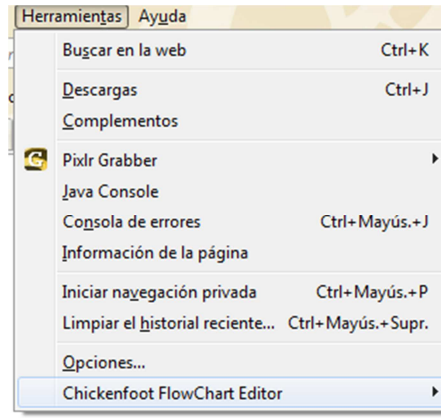 Herramientas Ayuda
Buscar en la web Ctrl+K
Descargas Ctrl+J
Complementos
Pixlr Grabber
Java Console
Consola de errores Ctrl+Mayús.+J
Información de la página
Iniciar navegación privada Ctrl+Mayús.+P
Limpiar el historial reciente... Ctrl+Mayús.+Supr.
Opciones...
Chickenfoot FlowChart Editor